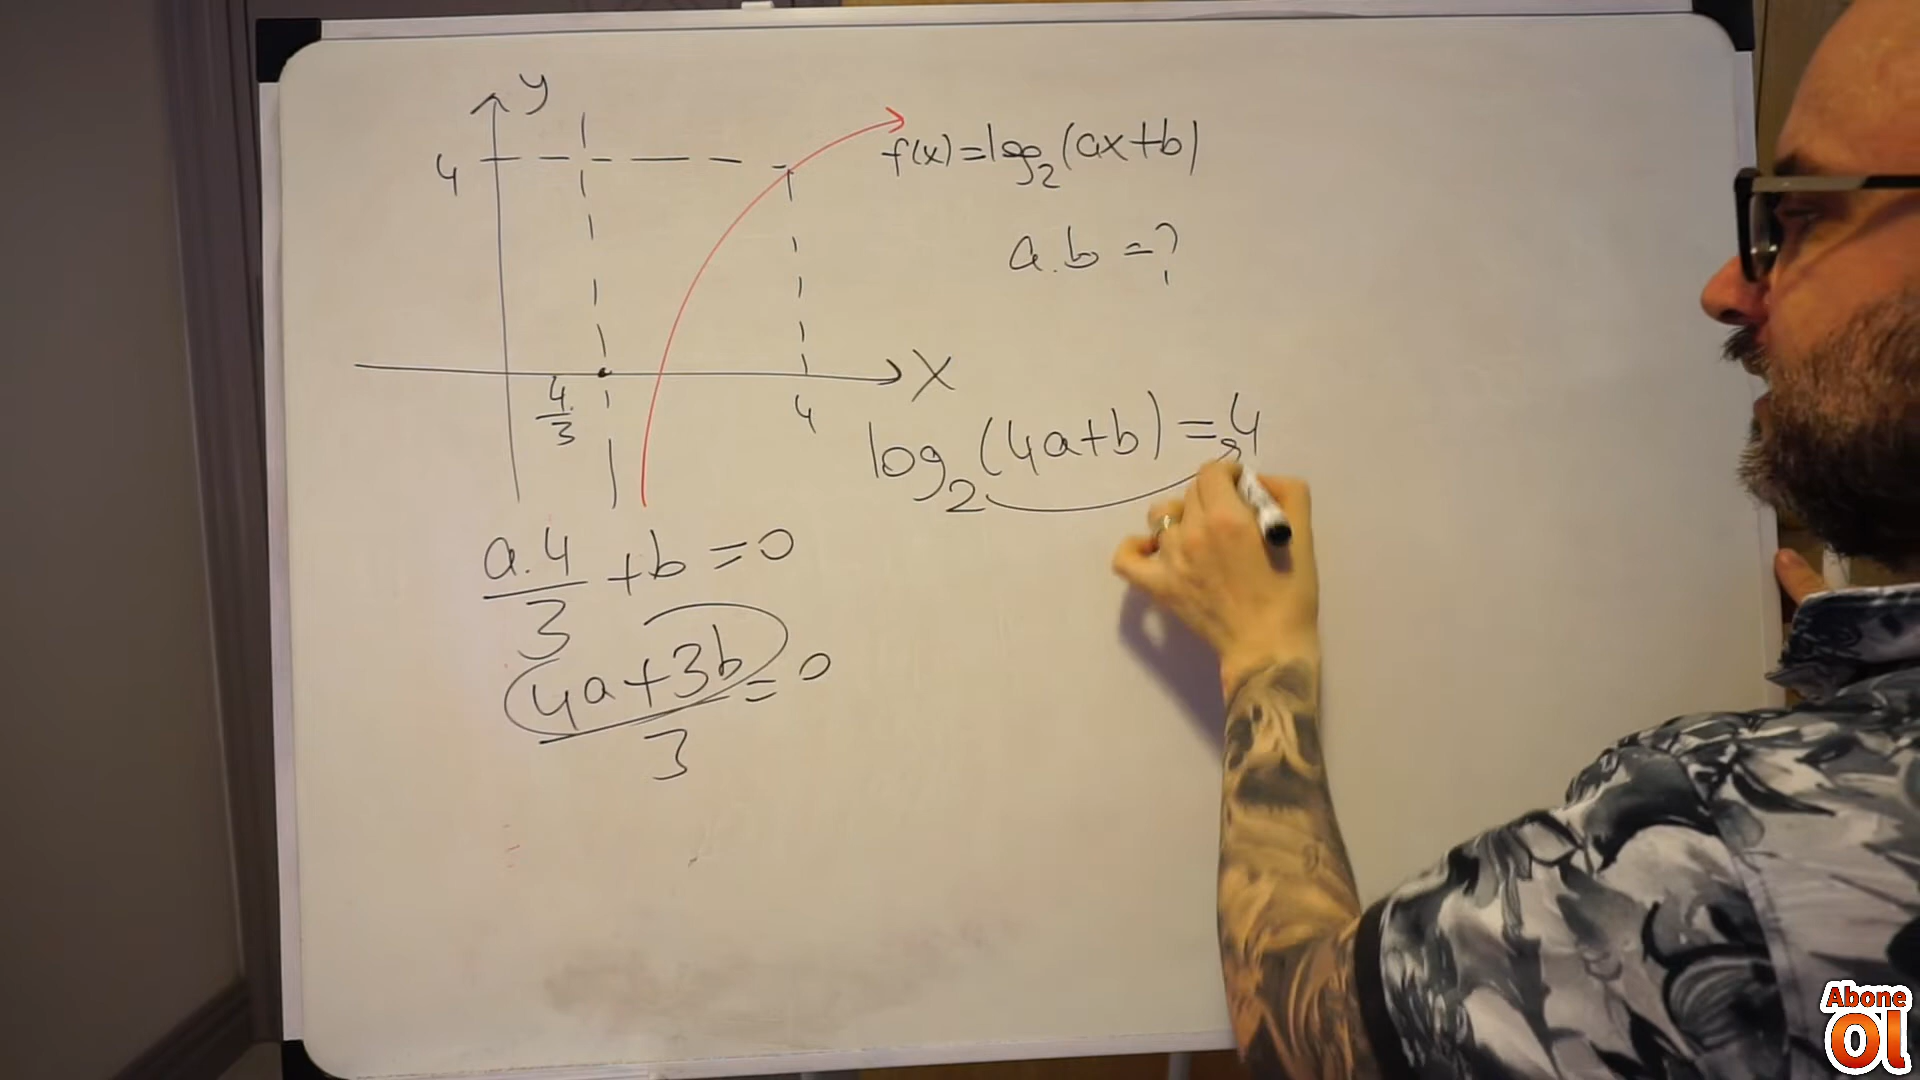 y
4
f(x)=log₂(ax+b)
a.b=?
x
4/3
4
log₂(4a+b)=4
a.4/3+b=0
4a+3b/3=0
Abone
Ol